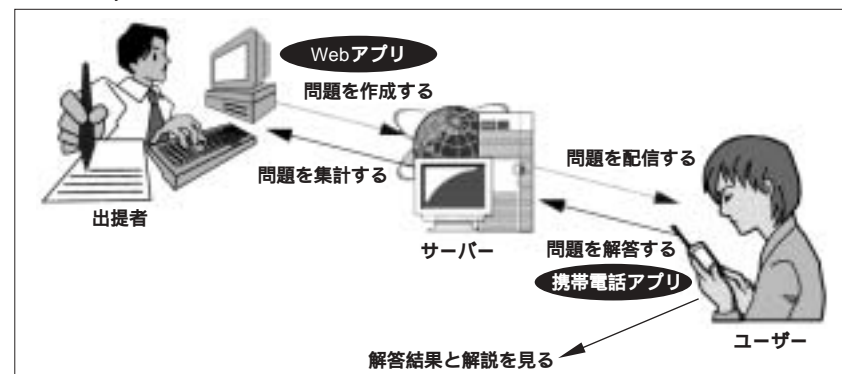 Webアプリ
問題を作成する
問題を集計する
出提者
サーバー
問題を配信する
問題を解答する
携帯電話アプリ
ユーザー
解答結果と解説を見る